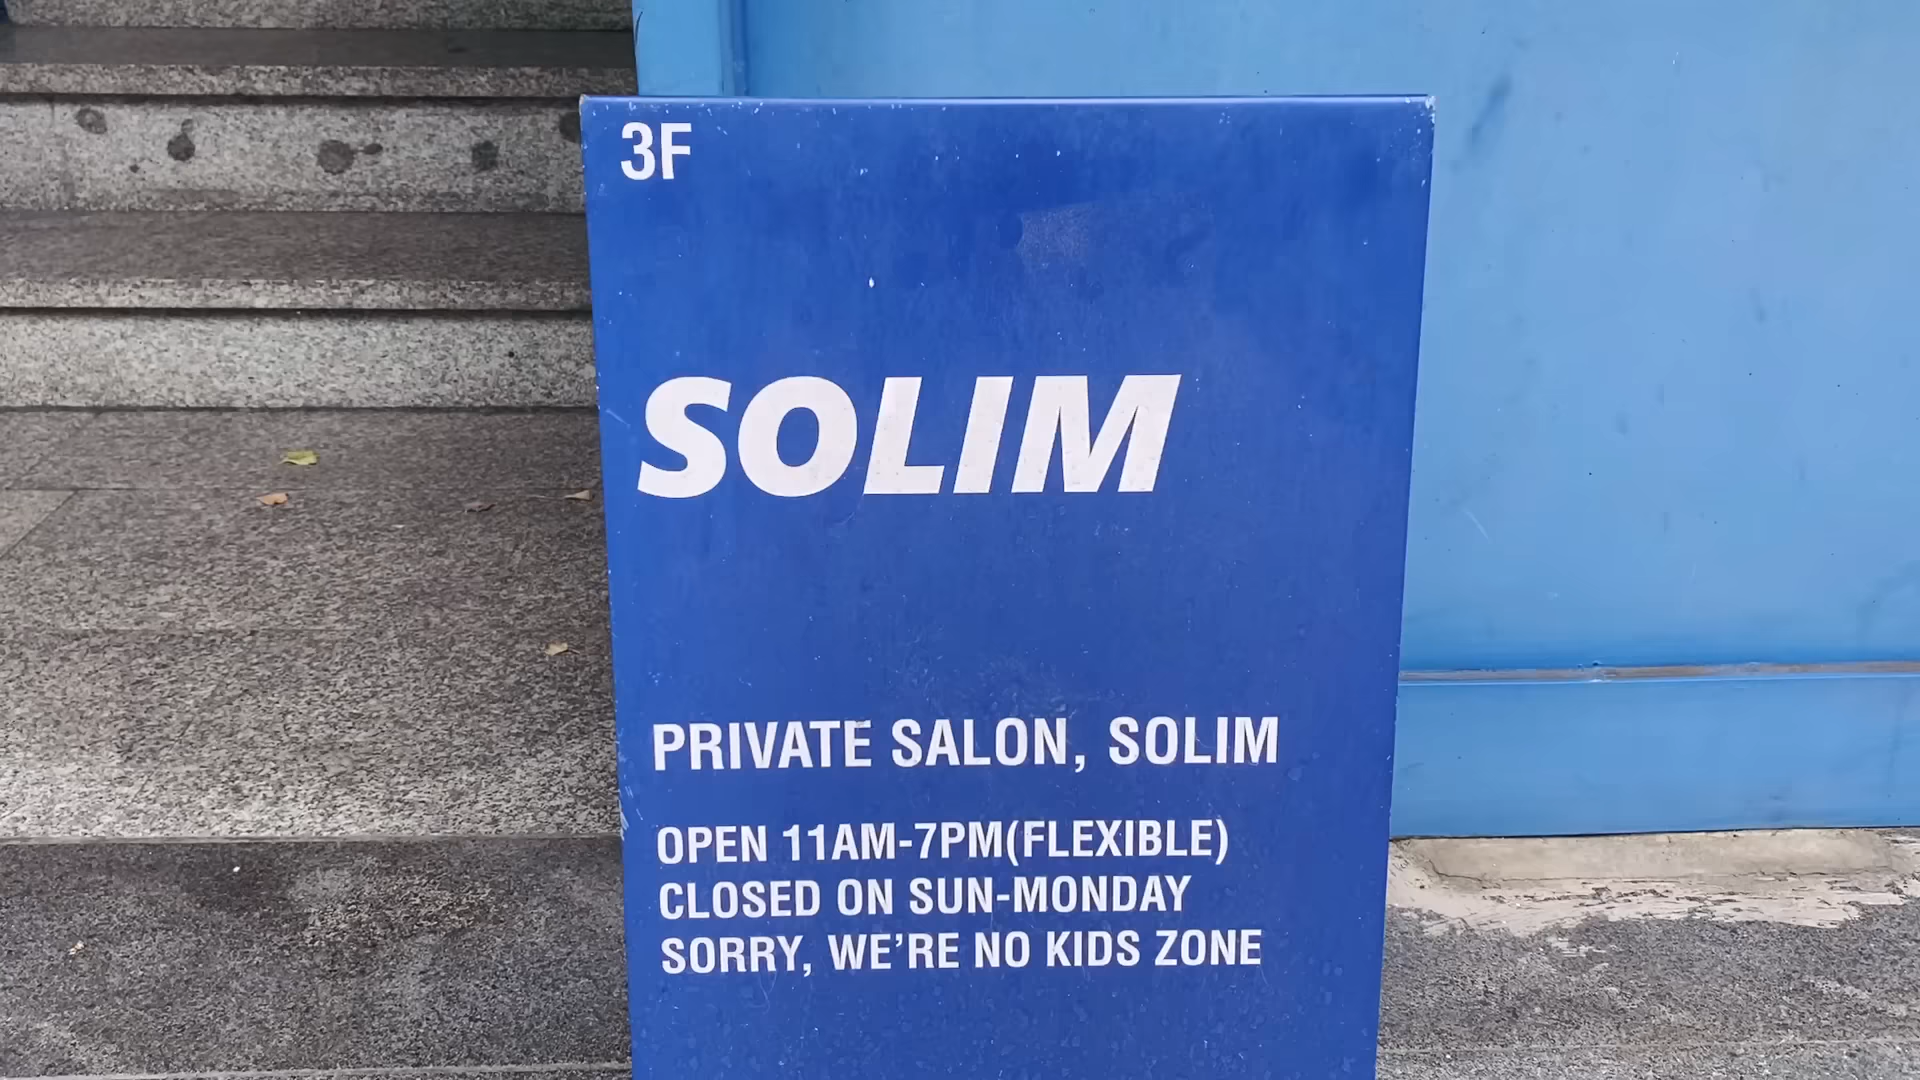 3F
SOLIM
PRIVATE SALON, SOLIM
OPEN 11AM-7PM(FLEXIBLE)
CLOSED ON SUN-MONDAY
SORRY, WE’RE NO KIDS ZONE